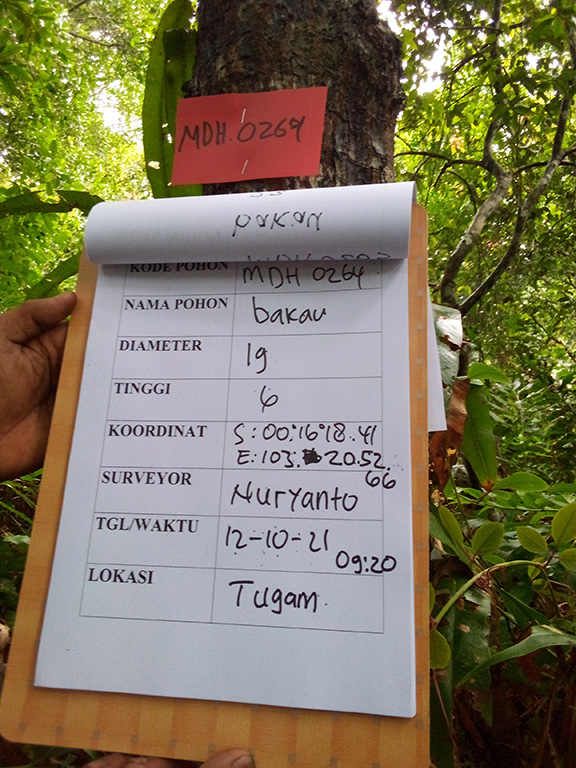 MDH.0264
pakan
KODE POHON MDH 0264
NAMA POHON bakau
DIAMETER 19
TINGGI 6
KOORDINAT S:00.16.18.41
E:103. 20.52.
66
SURVEYOR Nuryanto
TGL/WAKTU 12-10-21
09:20
LOKASI Tugam.